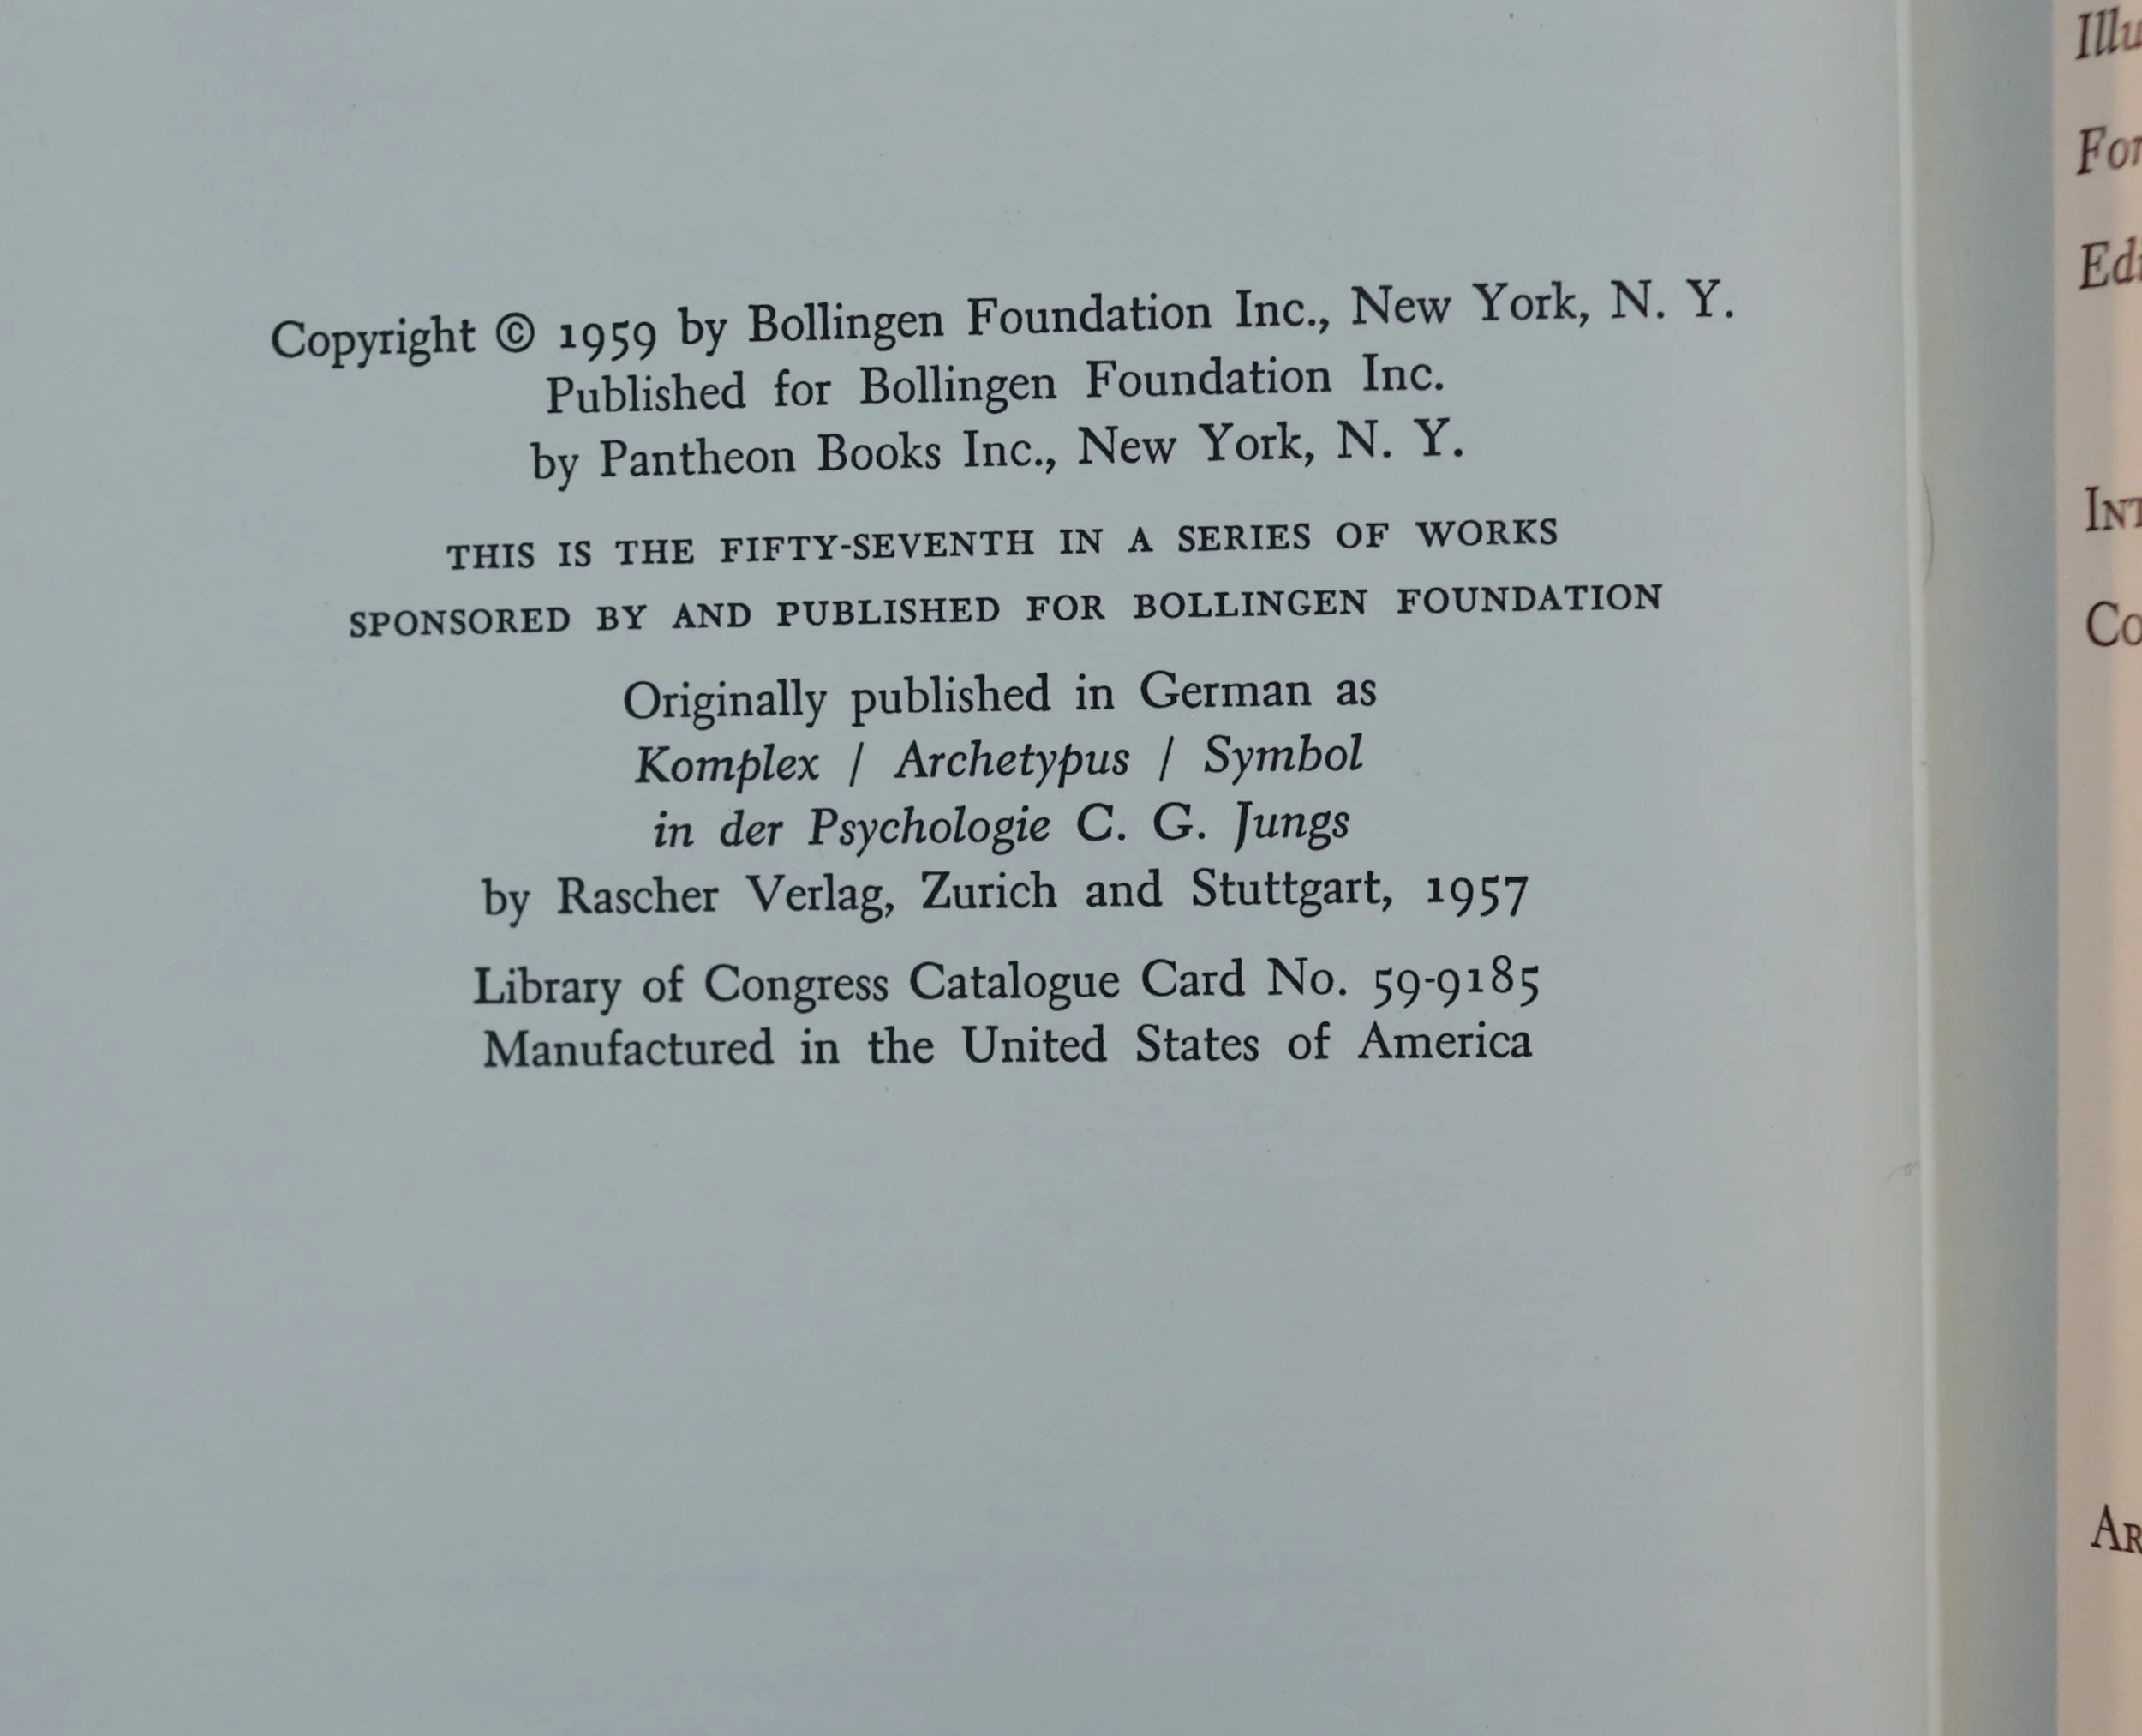 Copyright © 1959 by Bollingen Foundation Inc., New York, N. Y.
Published for Bollingen Foundation Inc.
by Pantheon Books Inc., New York, N. Y.
THIS IS THE FIFTY-SEVENTH IN A SERIES OF WORKS
SPONSORED BY AND PUBLISHED FOR BOLLINGEN FOUNDATION
Originally published in German as
Komplex / Archetypus / Symbol
in der Psychologie C. G. Jungs
by Rascher Verlag, Zurich and Stuttgart, 1957
Library of Congress Catalogue Card No. 59-9185
Manufactured in the United States of America